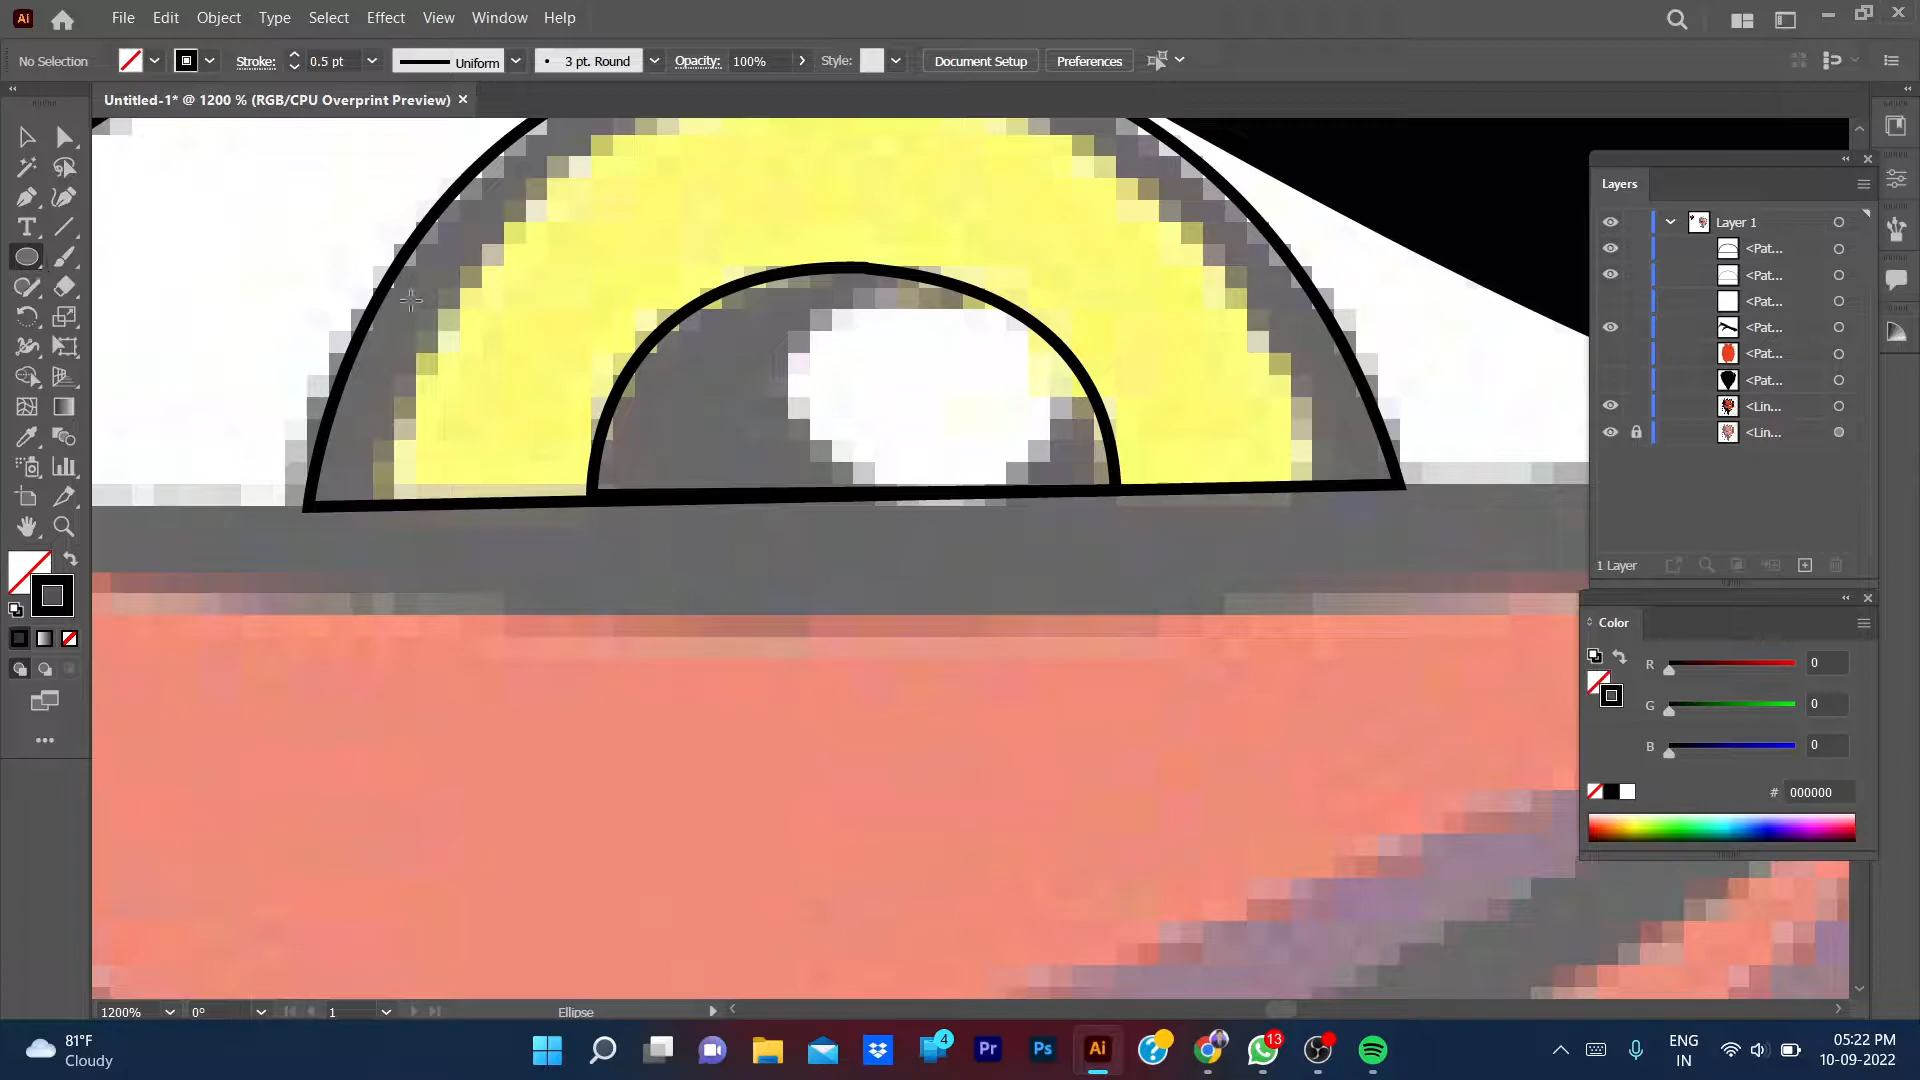 Ai File Edit Object Type Select Effect View Window Help
No Selection Stroke: 0.5 pt Uniform 3 pt. Round Opacity: 100% Style: Document Setup Preferences
Untitled-1* @ 1200 % (RGB/CPU Overprint Preview) ×
Layers
Layer 1
<Pat...
<Pat...
<Pat...
<Pat...
<Pat...
<Pat...
<Lin...
<Lin...
1 Layer
Color
R 0
G 0
B 0
# 000000
1200% 0° 1 Ellipse
81°F
Cloudy
4
Pr
Ps
Ai
13
ENG
IN
05:22 PM
10-09-2022